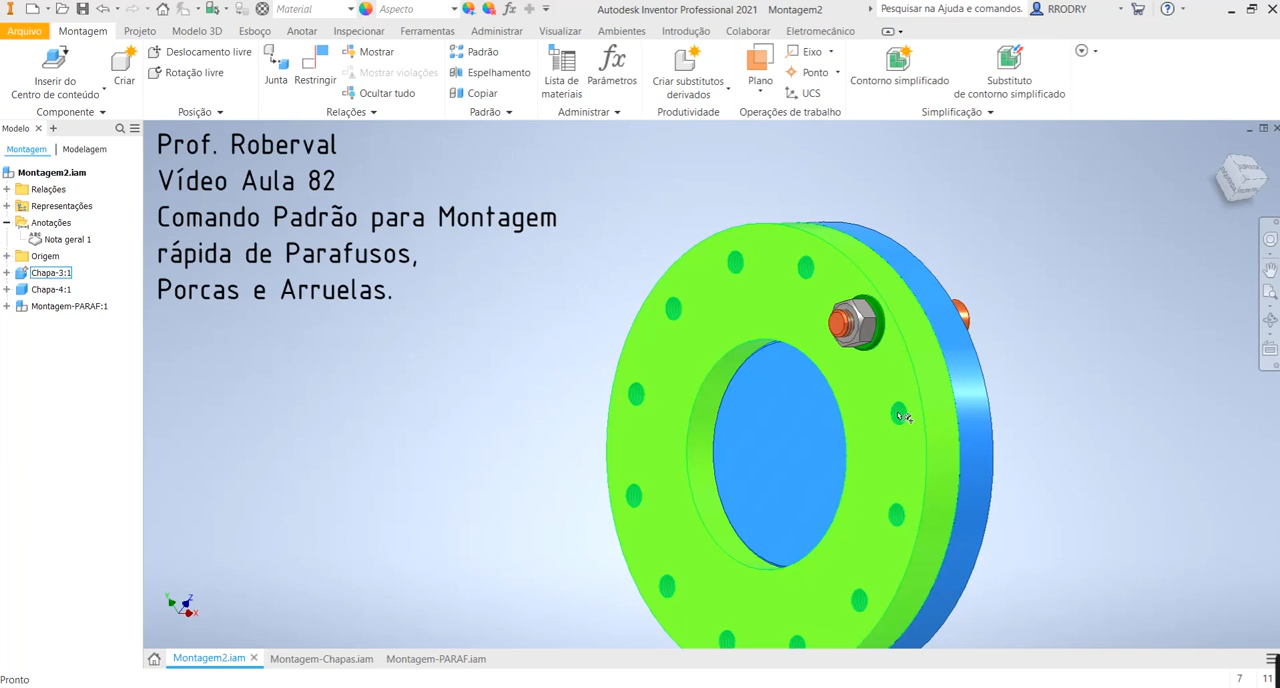 Material
Aspecto
Autodesk Inventor Professional 2021 Montagem2
Pesquisar na Ajuda e comandos.
RRODRY
Arquivo Montagem Projeto Modelo 3D Esboço Anotar Inspecionar Ferramentas Administrar Visualizar Ambientes Introdução Colaborar Eletromecânico
Inserir do
Centro de conteúdo
Criar
Componente
Deslocamento livre
Rotação livre
Posição
Junta
Restringir
Mostrar
Mostrar violações
Ocultar tudo
Relações
Padrão
Espelhamento
Copiar
Padrão
Lista de
materiais
Parâmetros
Administrar
Criar substitutos
derivados
Produtividade
Plano
Eixo
Ponto
UCS
Operações de trabalho
Contorno simplificado
Substituto
de contorno simplificado
Simplificação
Modelo
Montagem Modelagem
Montagem2.iam
Relações
Representações
Anotações
Nota geral 1
Origem
Chapa-3:1
Chapa-4:1
Montagem-PARAF:1
Prof. Roberval
Vídeo Aula 82
Comando Padrão para Montagem
rápida de Parafusos,
Porcas e Arruelas.
Y
Z
X
Montagem2.iam Montagem-Chapas.iam Montagem-PARAF.iam
Pronto
7 11